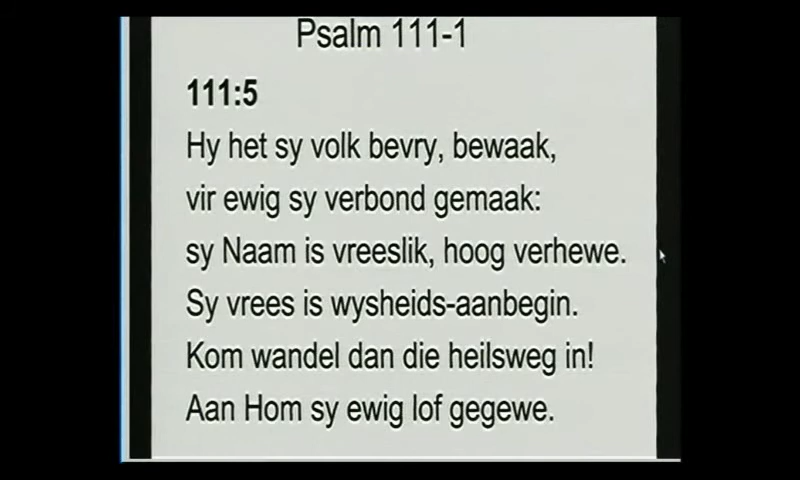 Psalm 111-1
111:5
Hy het sy volk bevry, bewaak,
vir ewig sy verbond gemaak:
sy Naam is vreeslik, hoog verhewe.
Sy vrees is wysheids-aanbegin.
Kom wandel dan die heilsweg in!
Aan Hom sy ewig lof gegewe.